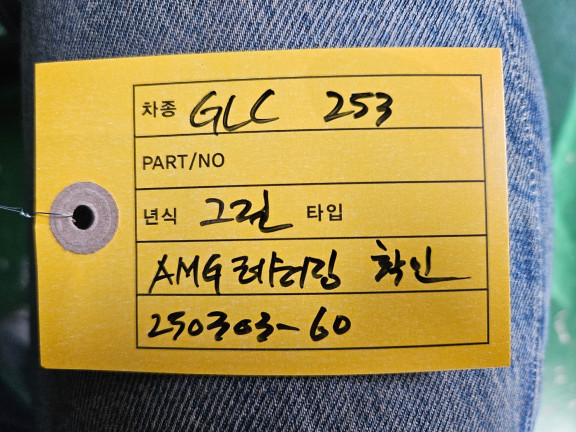 차종 GLC 253
PART/NO
년식 그릴 타입
AMG 레터링 확인
250303-60